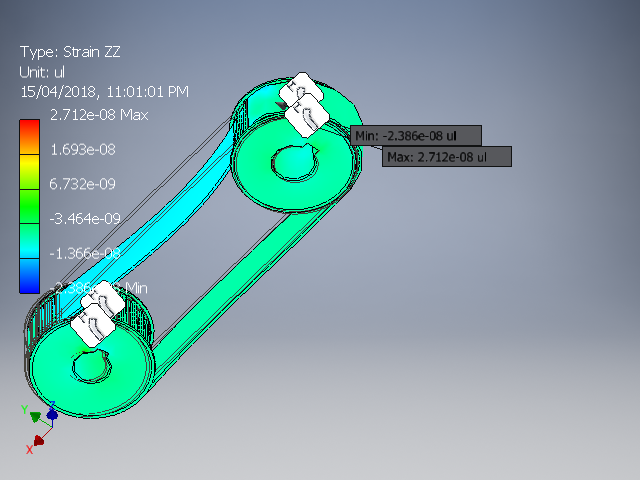 Type: Strain ZZ
Unit: ul
15/04/2018, 11:01:01 PM
2.712e-08 Max
1.693e-08
6.732e-09
-3.464e-09
-1.366e-08
-2.386e-08 Min
Min: -2.386e-08 ul
Max: 2.712e-08 ul
Z
Y
X